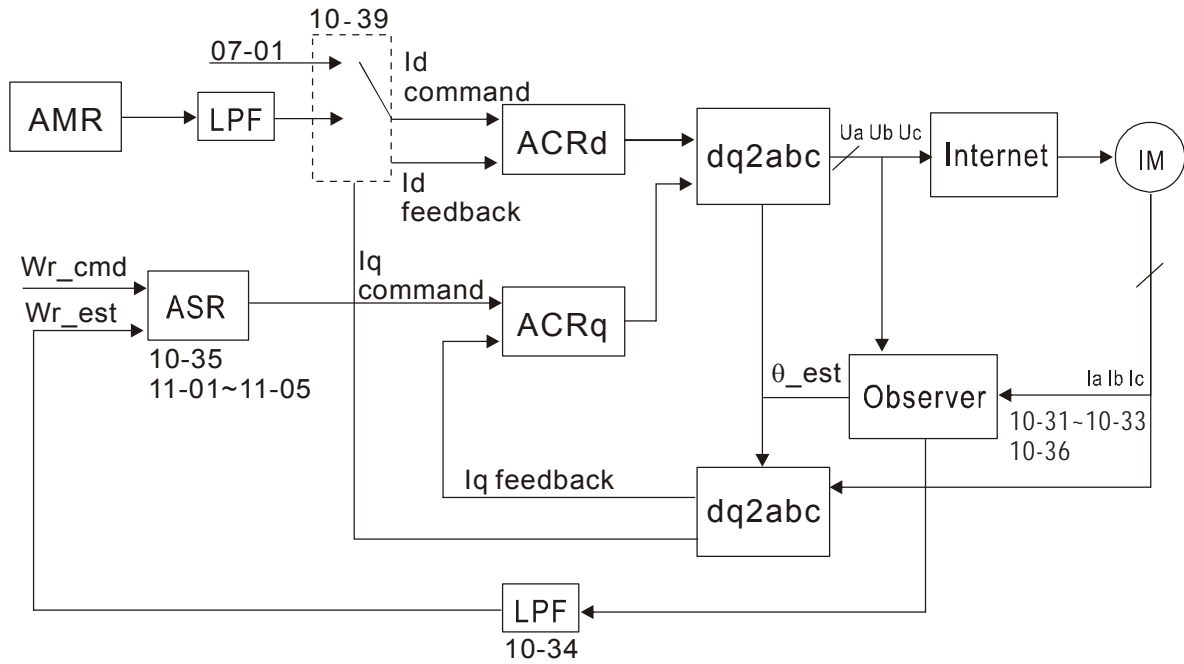 10-39
07-01
Id
command
AMR
LPF
ACRd
dq2abc
Ua Ub Uc
Internet
IM
Id
feedback
Wr_cmd
Wr_est
ASR
10-35
11-01~11-05
Iq
command
ACRq
θ_est
Observer
Ia Ib Ic
10-31~10-33
10-36
Iq feedback
dq2abc
LPF
10-34